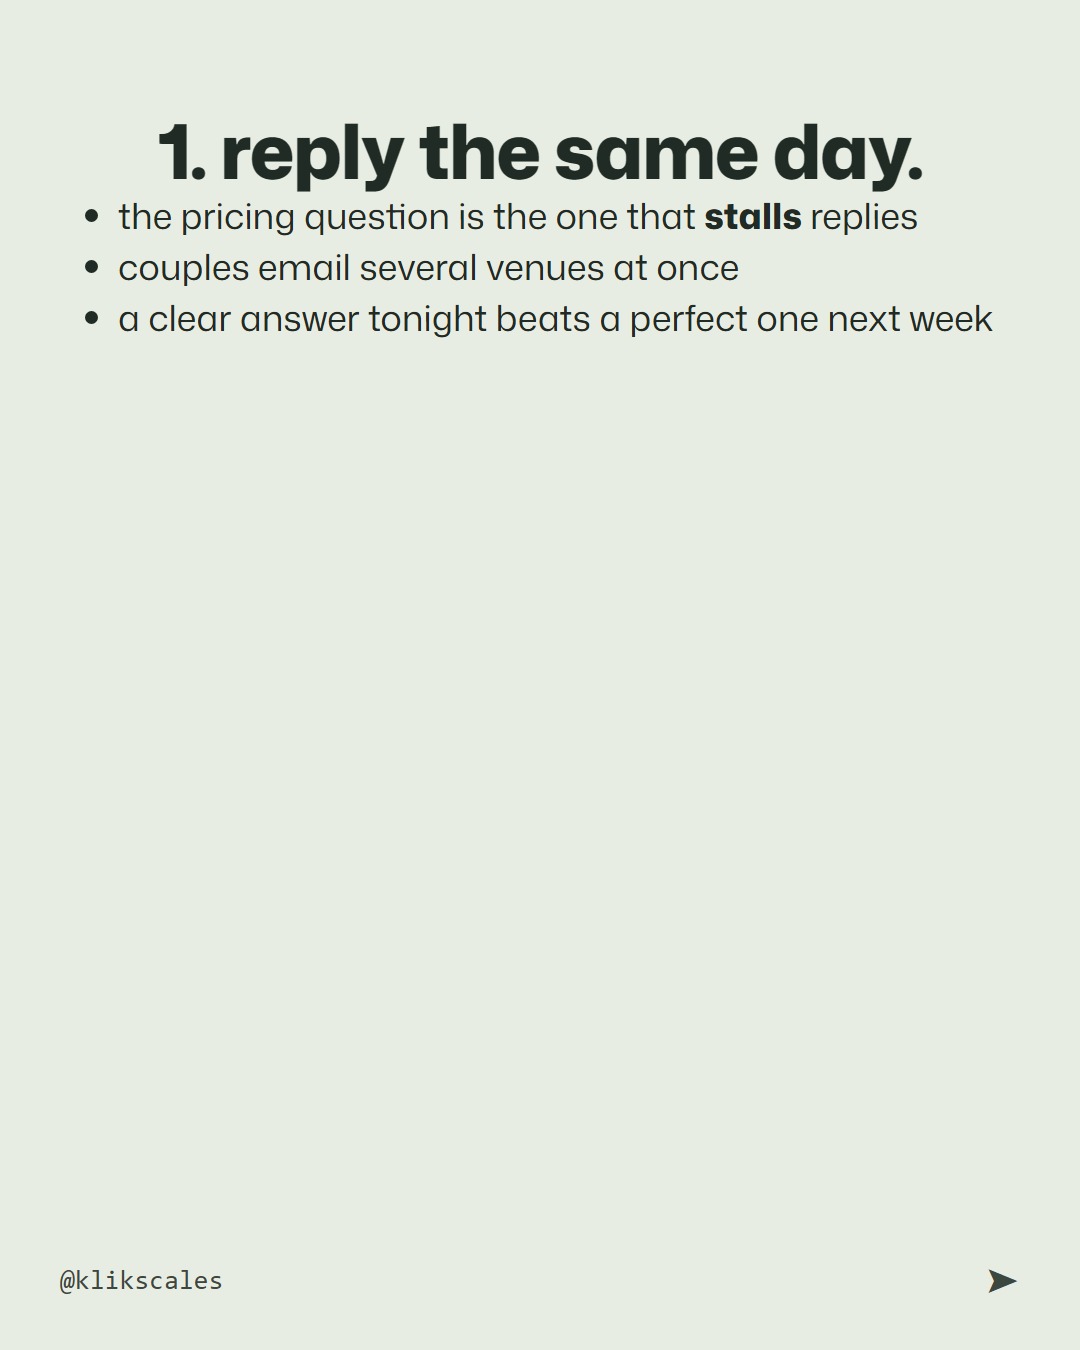 1. reply the same day.
• the pricing question is the one that stalls replies
• couples email several venues at once
• a clear answer tonight beats a perfect one next week
@klikscales